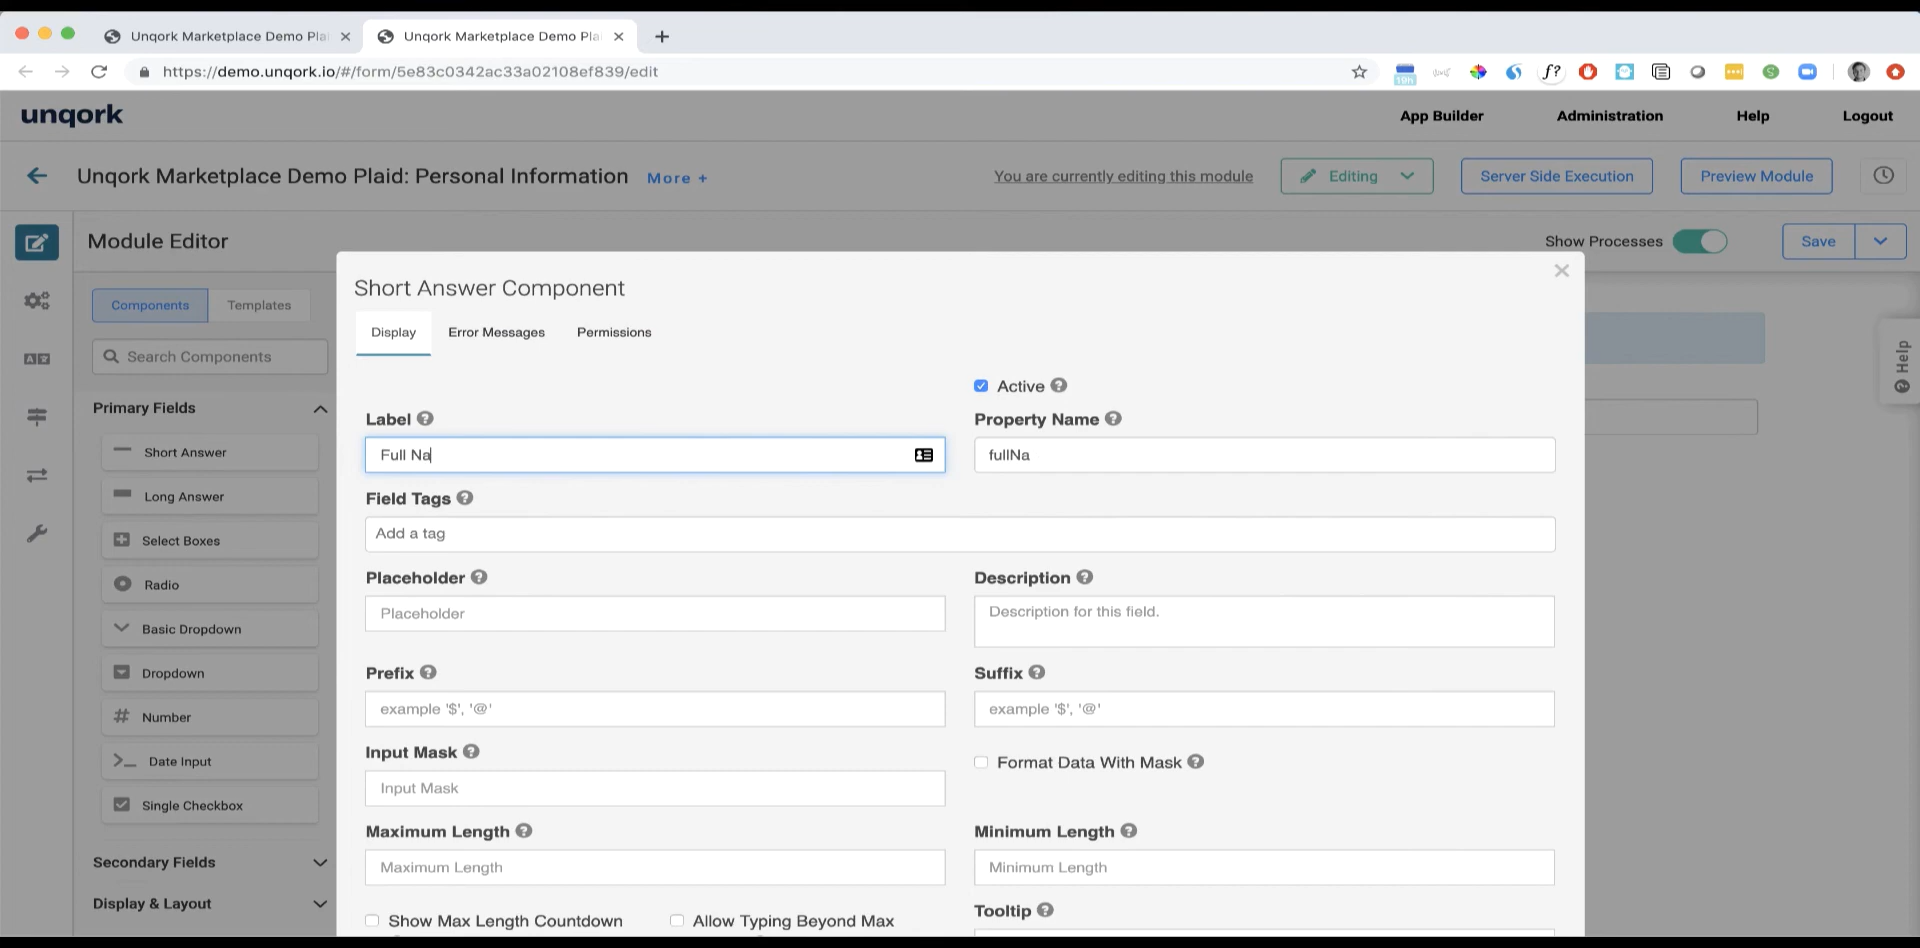 Unqork Marketplace Demo Pla
Unqork Marketplace Demo Pla
https://demo.unqork.io/#/form/5e83c0342ac33a02108ef839/edit
19h
f?
unqork
App Builder
Administration
Help
Logout
Unqork Marketplace Demo Plaid: Personal Information
More +
You are currently editing this module
Editing
Server Side Execution
Preview Module
Module Editor
Show Processes
Save
Components
Templates
Search Components
Primary Fields
Short Answer
Long Answer
Select Boxes
Radio
Basic Dropdown
Dropdown
Number
Date Input
Single Checkbox
Secondary Fields
Display & Layout
Short Answer Component
Display
Error Messages
Permissions
Active
Label
Property Name
Full Na
fullNa
Field Tags
Add a tag
Placeholder
Description
Placeholder
Description for this field.
Prefix
Suffix
example '$', '@'
example '$', '@'
Input Mask
Format Data With Mask
Input Mask
Maximum Length
Minimum Length
Maximum Length
Minimum Length
Show Max Length Countdown
Allow Typing Beyond Max
Tooltip
Help